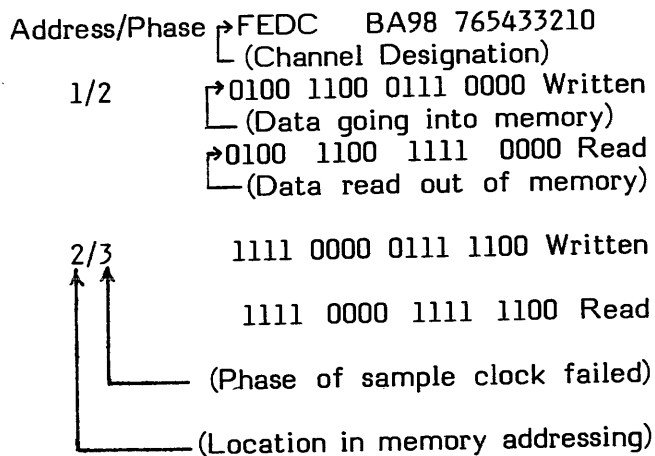 Address/Phase FEDC BA98 765433210
(Channel Designation)
1/2 0100 1100 0111 0000 Written
(Data going into memory)
0100 1100 1111 0000 Read
(Data read out of memory)
2/3 1111 0000 0111 1100 Written
1111 0000 1111 1100 Read
(Phase of sample clock failed)
(Location in memory addressing)